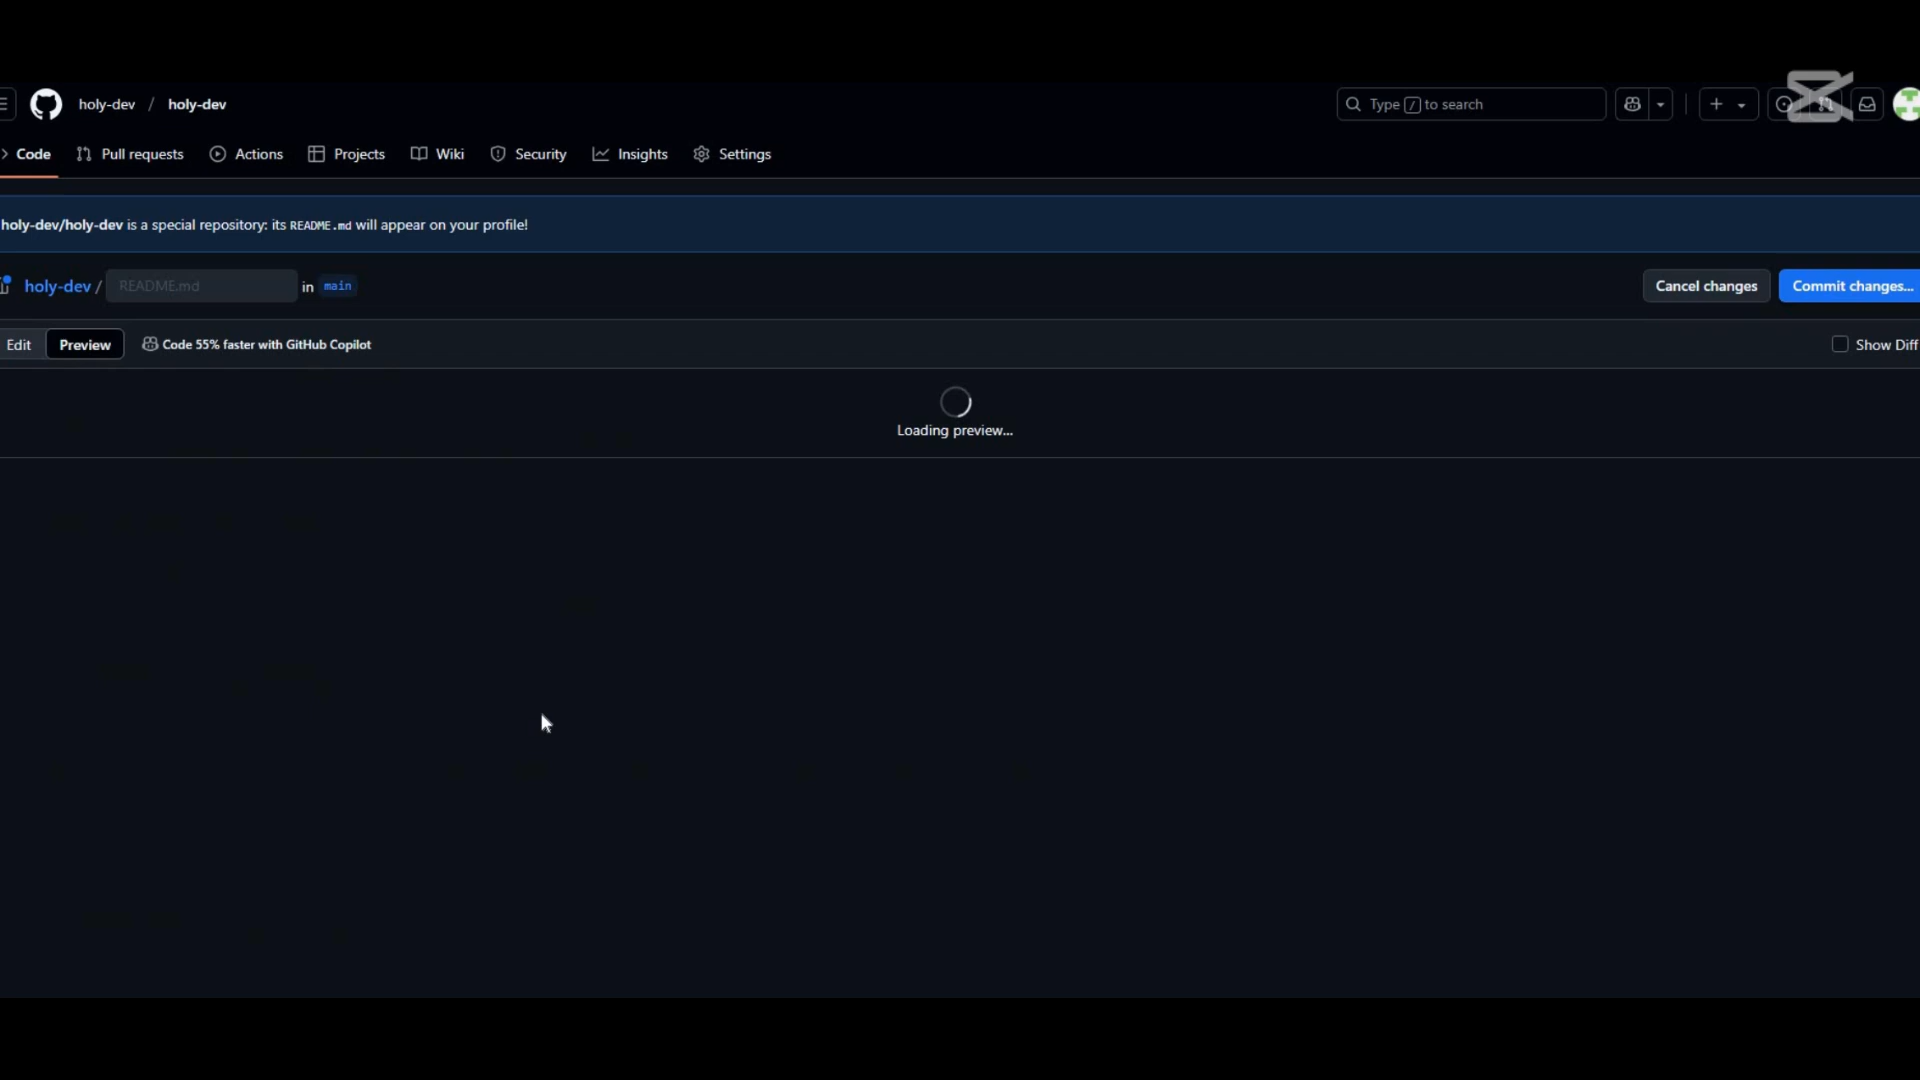 holy-dev / holy-dev Type / to search
Code Pull requests Actions Projects Wiki Security Insights Settings
holy-dev/holy-dev is a special repository: its README.md will appear on your profile!
holy-dev / README.md in main Cancel changes Commit changes...
Edit Preview Code 55% faster with GitHub Copilot Show Diff
Loading preview...